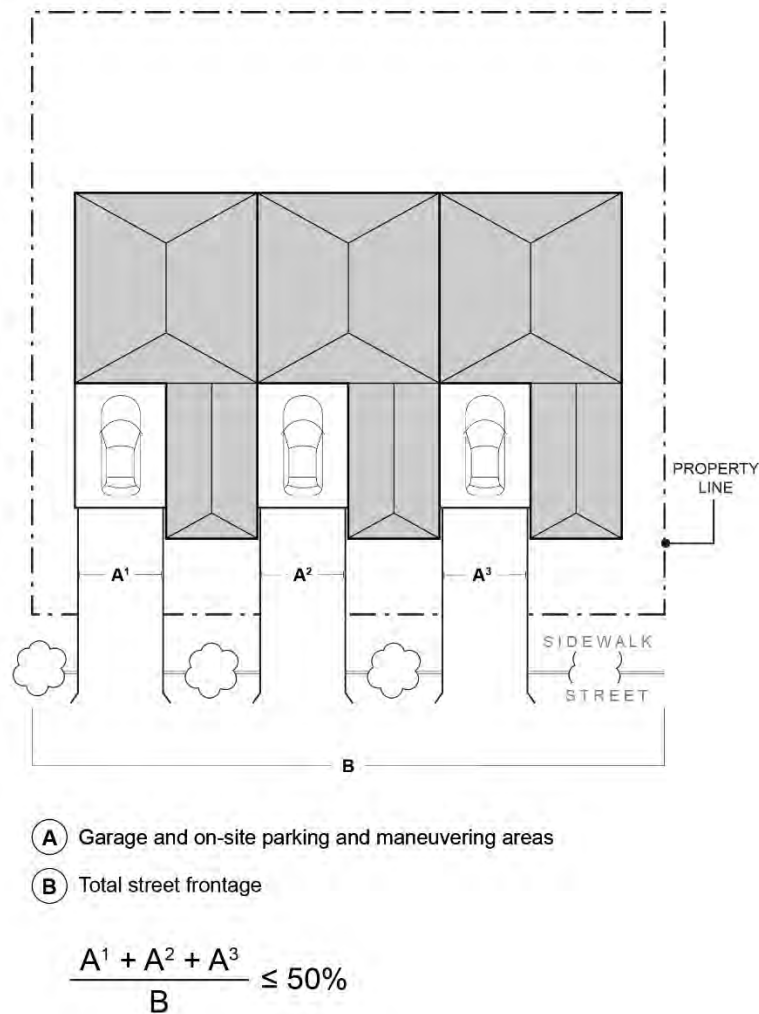 PROPERTY
LINE
A¹ A² A³
SIDEWALK
STREET
B
A Garage and on-site parking and maneuvering areas
B Total street frontage
A¹ + A² + A³
B
≤ 50%